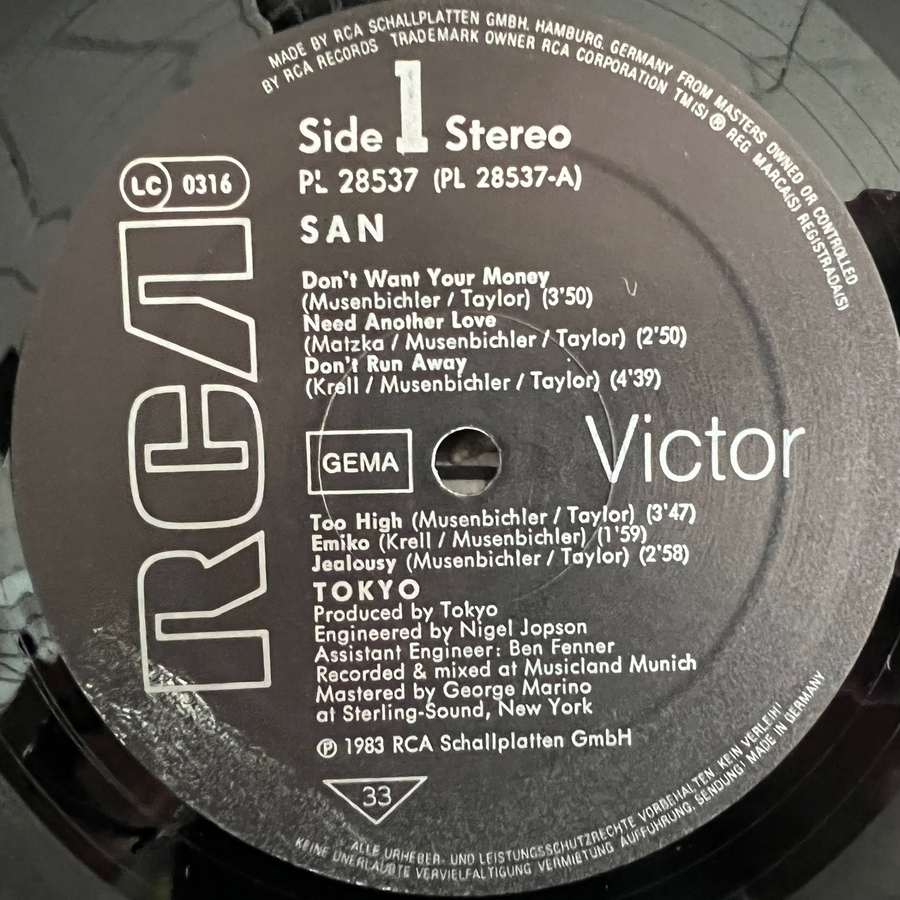 MADE BY RCA SCHALLPLATTEN GMBH, HAMBURG, GERMANY FROM MASTERS OWNED OR CONTROLLED
BY RCA RECORDS TRADEMARK OWNER RCA CORPORATION TM(S) ® REG MARCA(S) REGISTRADA(S)
Side 1 Stereo
PL 28537 (PL 28537-A)
LC 0316
SAN
RCA
Don't Want Your Money
(Musenbichler / Taylor) (3'50)
Need Another Love
(Matzka / Musenbichler / Taylor) (2'50)
Don't Run Away
(Krell / Musenbichler / Taylor) (4'39)
GEMA
Victor
Too High (Musenbichler / Taylor) (3'47)
Emiko (Krell / Musenbichler) (1'59)
Jealousy (Musenbichler / Taylor) (2'58)
TOKYO
Produced by Tokyo
Engineered by Nigel Jopson
Assistant Engineer: Ben Fenner
Recorded & mixed at Musicland Munich
Mastered by George Marino
at Sterling-Sound, New York
℗ 1983 RCA Schallplatten GmbH
33
ALLE URHEBER- UND LEISTUNGSSCHUTZRECHTE VORBEHALTEN. KEIN VERLEIH!
KEINE UNERLAUBTE VERVIELFÄLTIGUNG, VERMIETUNG, AUFFÜHRUNG, SENDUNG! MADE IN GERMANY